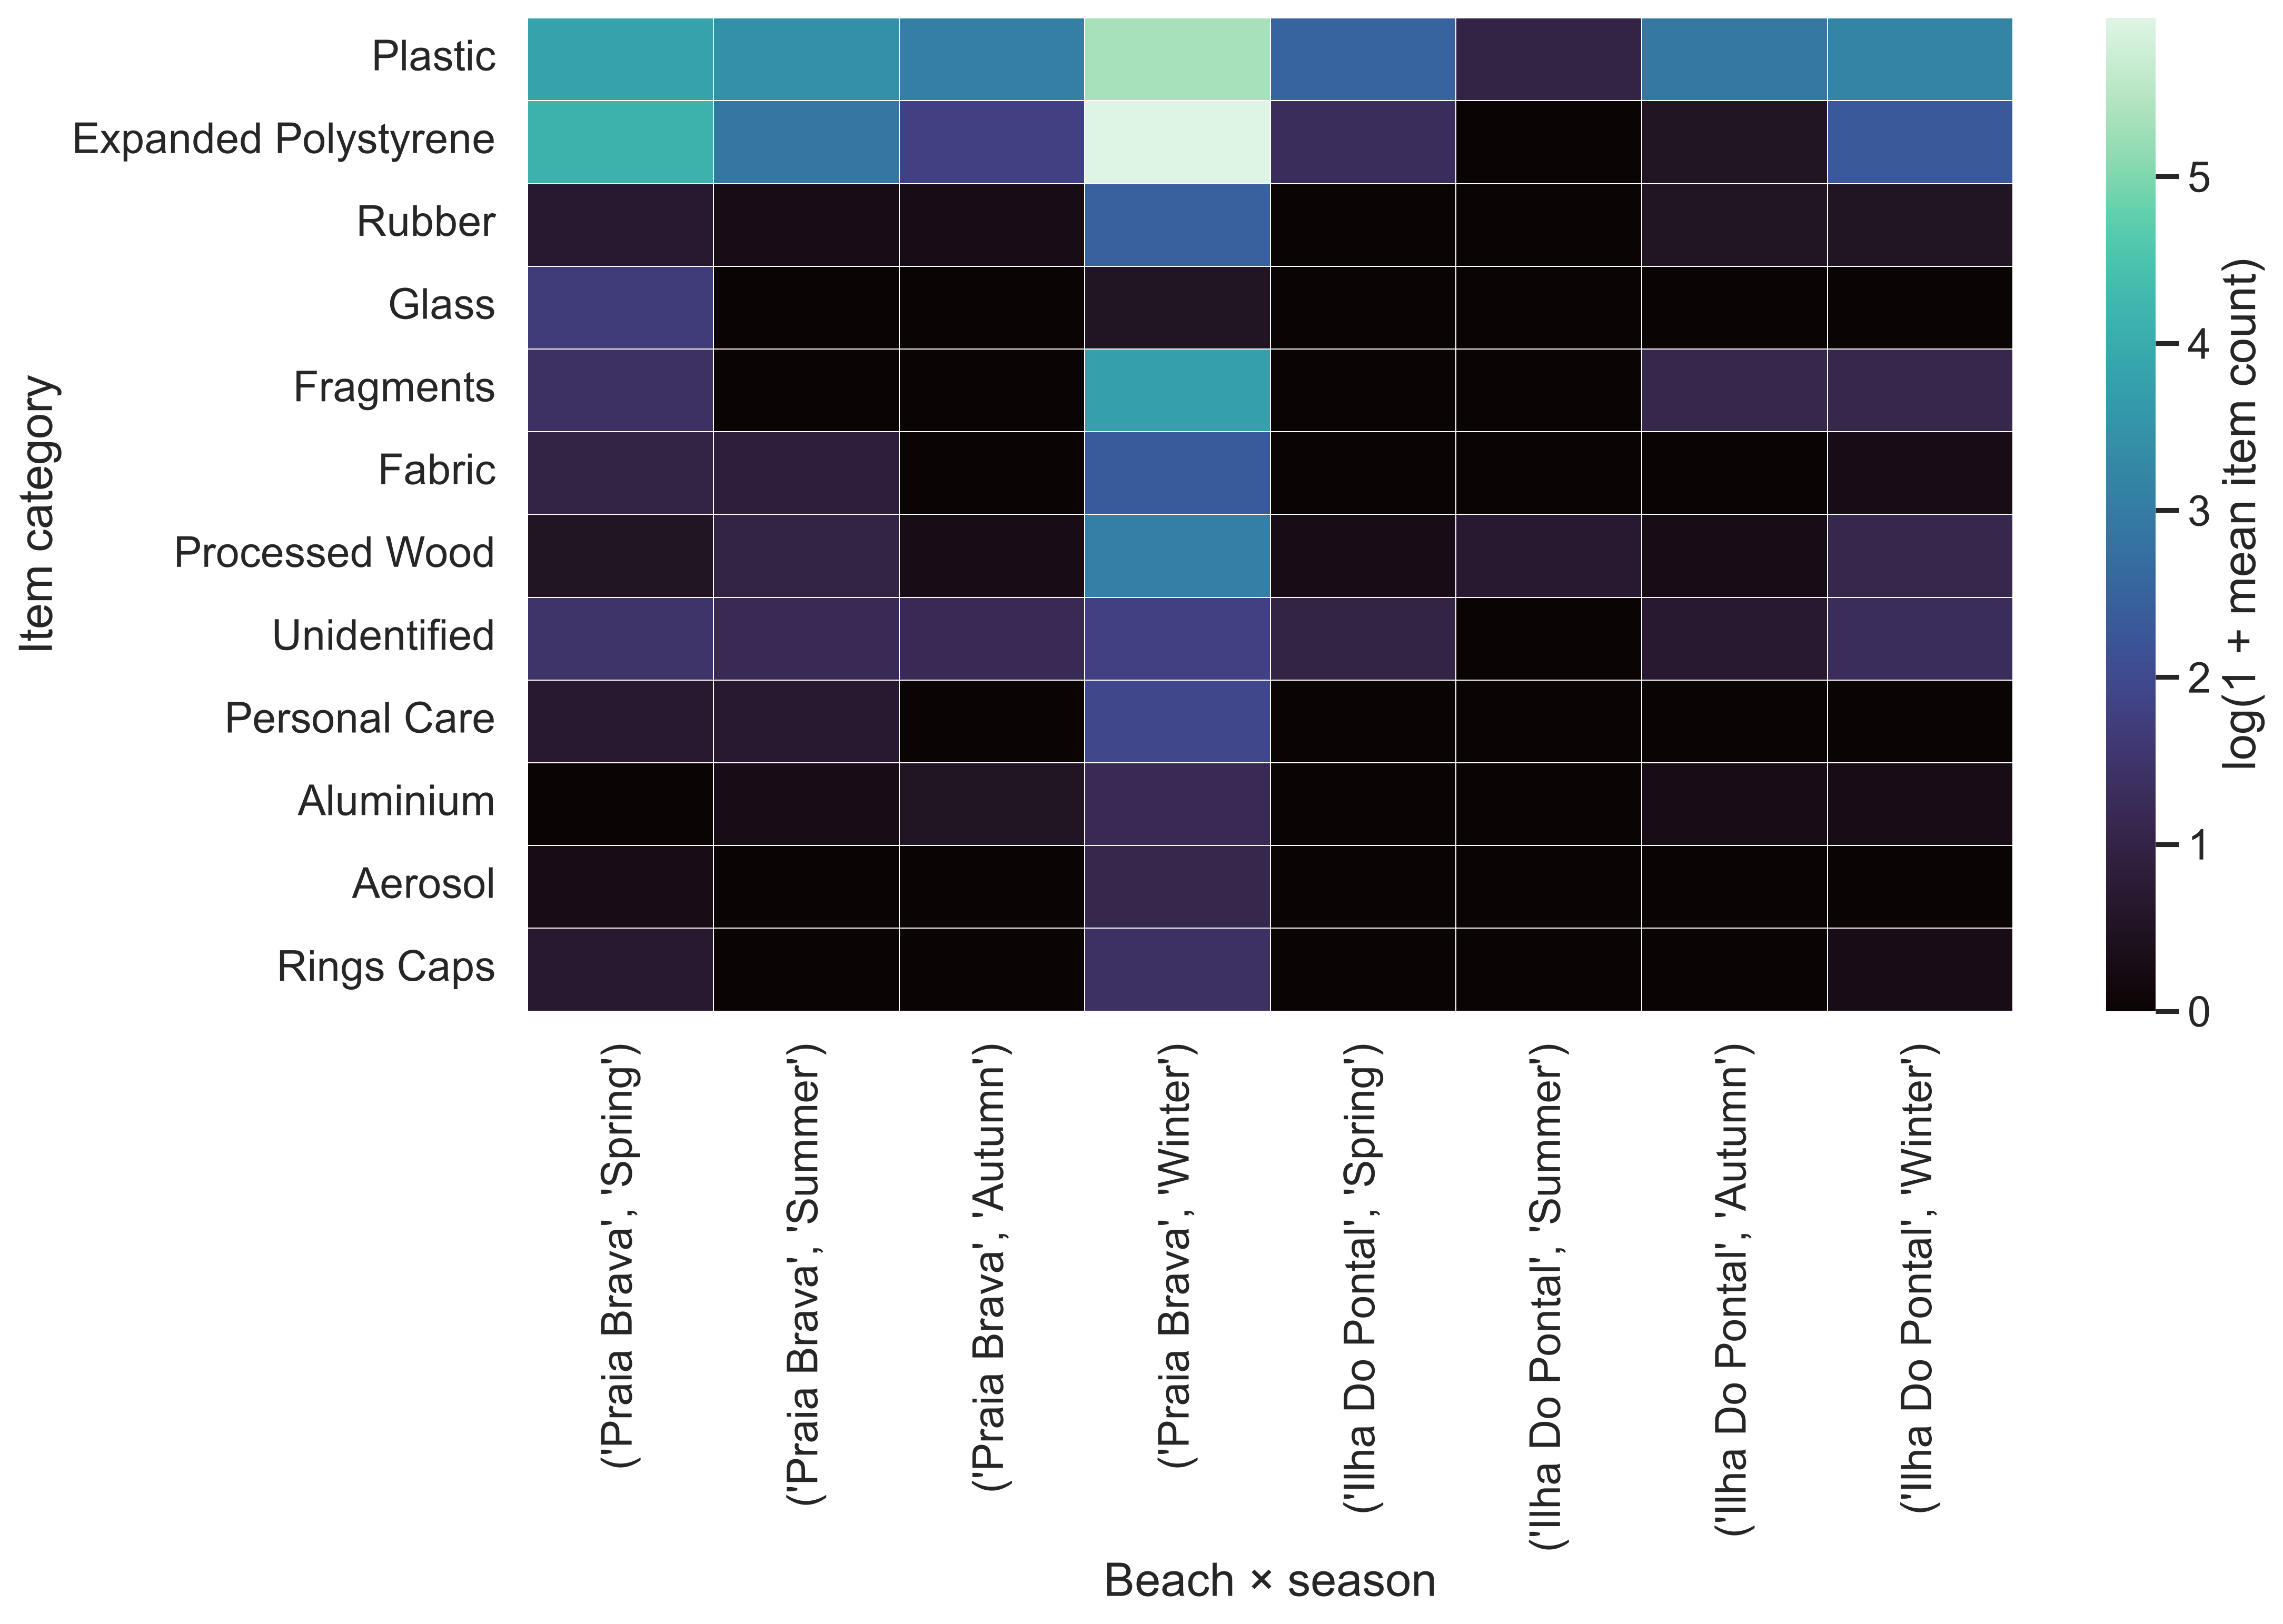 Item category
Plastic
Expanded Polystyrene
Rubber
Glass
Fragments
Fabric
Processed Wood
Unidentified
Personal Care
Aluminium
Aerosol
Rings Caps
('Praia Brava', 'Spring')
('Praia Brava', 'Summer')
('Praia Brava', 'Autumn')
('Praia Brava', 'Winter')
('Ilha Do Pontal', 'Spring')
('Ilha Do Pontal', 'Summer')
('Ilha Do Pontal', 'Autumn')
('Ilha Do Pontal', 'Winter')
Beach × season
5
4
3
2
1
0
log(1 + mean item count)